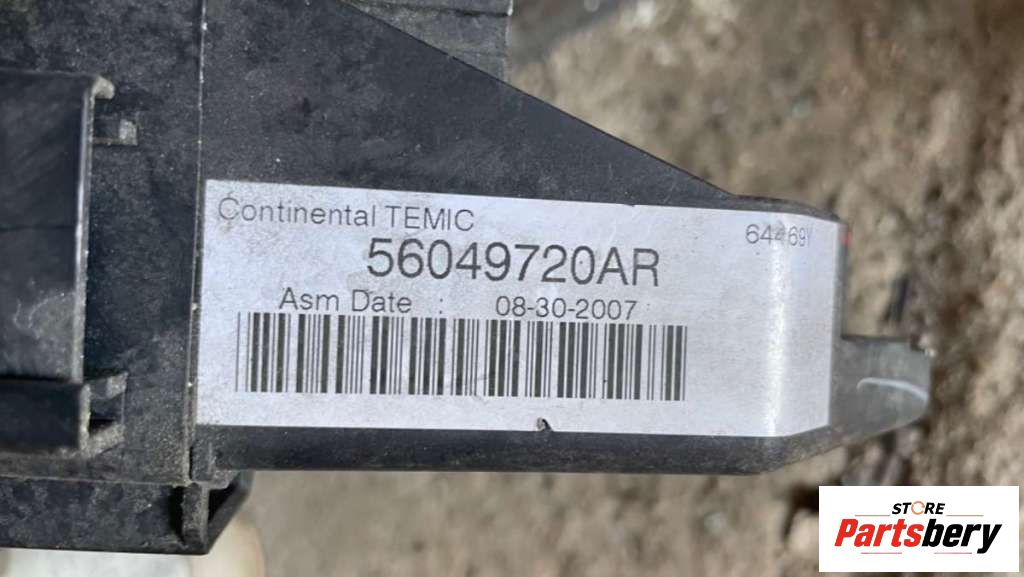 Continental TEMIC
64469Y
56049720AR
Asm Date : 08-30-2007
STORE
Partsbery